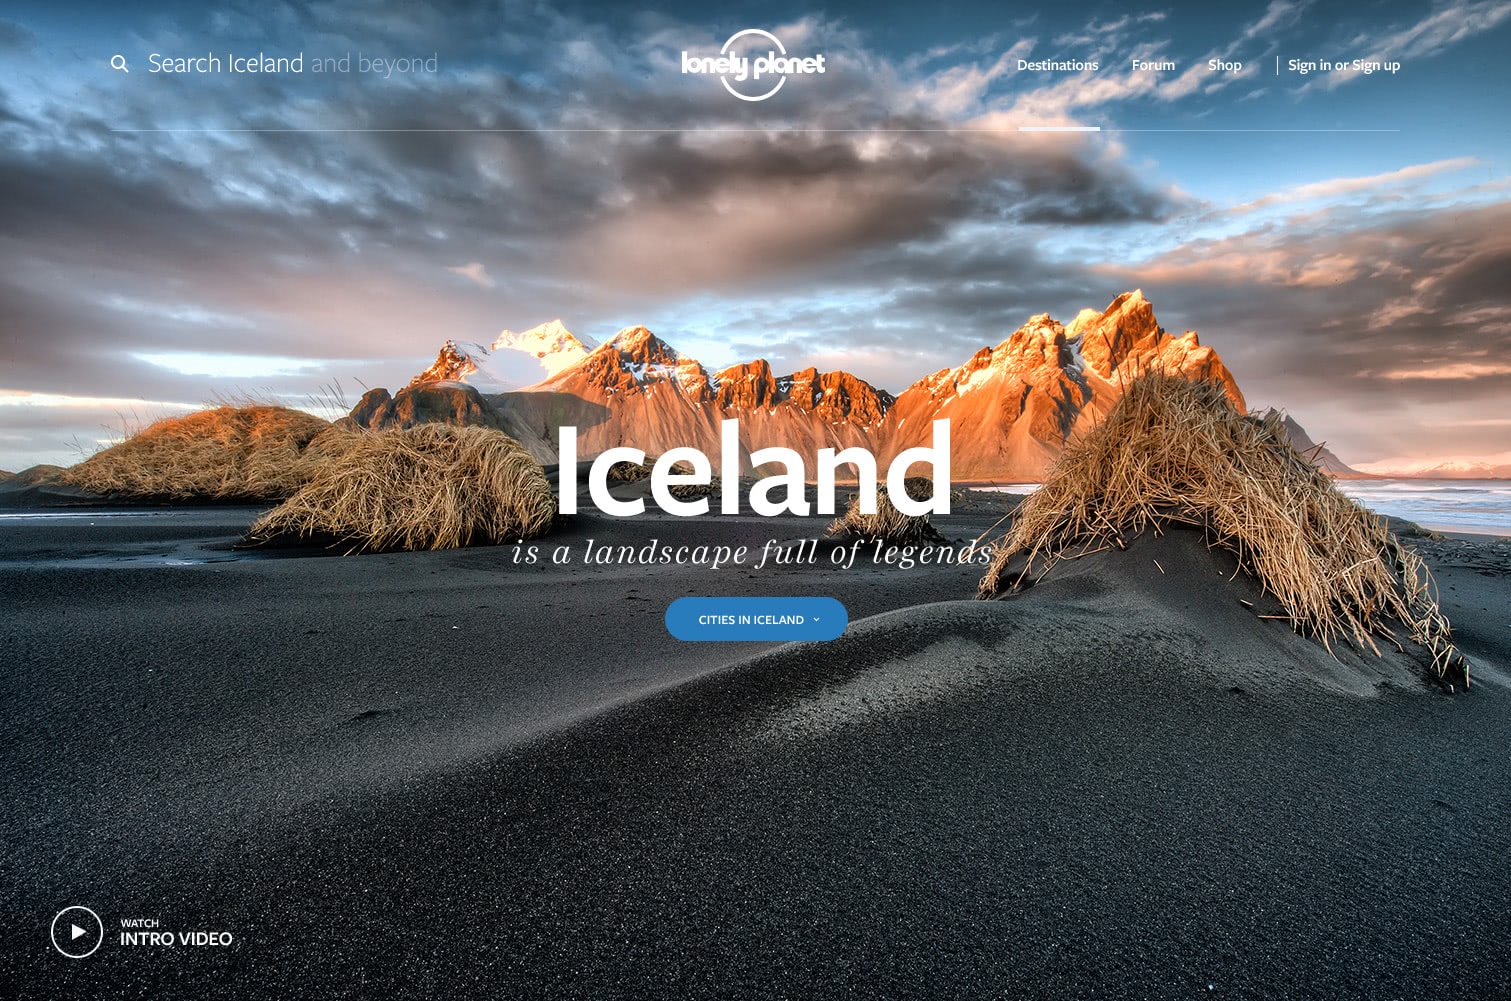 Search Iceland and beyond
lonely planet
Destinations
Forum
Shop
Sign in or Sign up
Iceland
is a landscape full of legends
CITIES IN ICELAND
WATCH
INTRO VIDEO